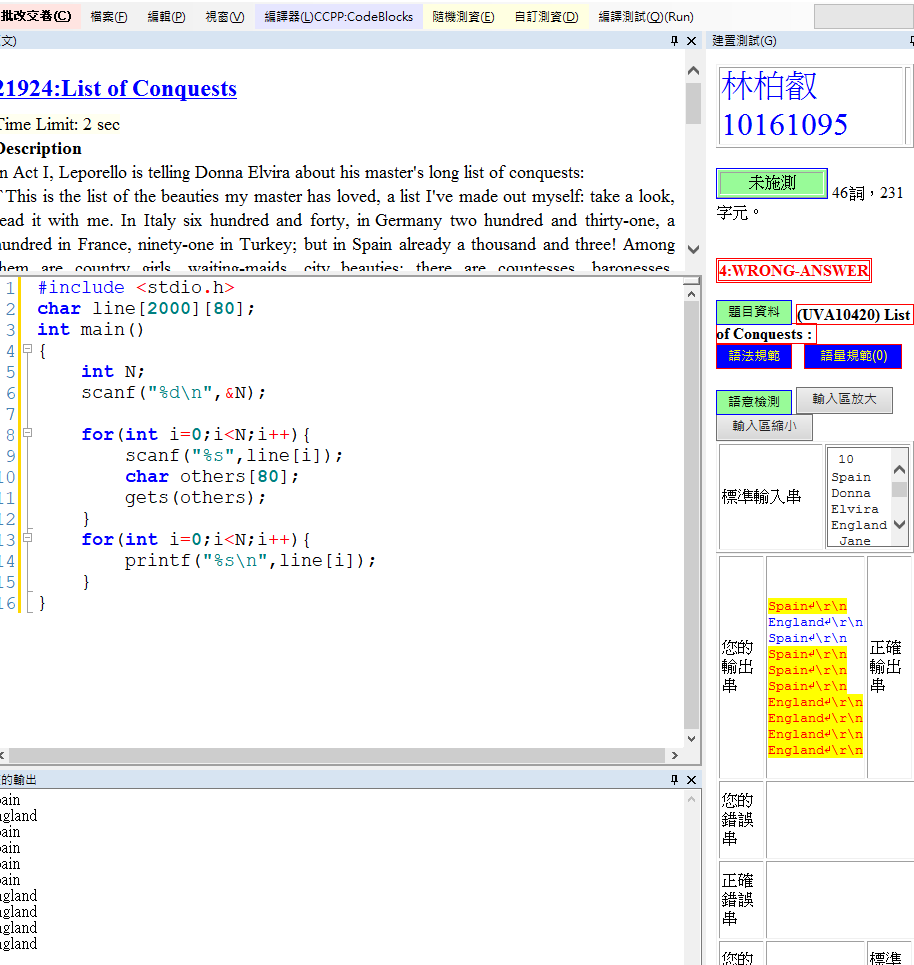 批改交卷(C) 檔案(F) 編輯(P) 視窗(V) 編譯器(L)CCPP:CodeBlocks 隨機測資(E) 自訂測資(D) 編譯測試(Q)(Run)
文)
21924:List of Conquests
Time Limit: 2 sec
Description
In Act I, Leporello is telling Donna Elvira about his master's long list of conquests:
This is the list of the beauties my master has loved, a list I've made out myself: take a look,
read it with me. In Italy six hundred and forty, in Germany two hundred and thirty-one, a
hundred in France, ninety-one in Turkey; but in Spain already a thousand and three! Among
them are country girls, waiting-maids, city beauties; there are countesses, baronesses,
1 #include <stdio.h>
2 char line[2000][80];
3 int main()
4 {
5 int N;
6 scanf("%d\n",&N);
7
8 for(int i=0;i<N;i++){
9 scanf("%s",line[i]);
10 char others[80];
11 gets(others);
12 }
13 for(int i=0;i<N;i++){
14 printf("%s\n",line[i]);
15 }
16 }
的輸出
ain
ngland
ain
ain
ain
ain
ngland
ngland
ngland
ngland
建置測試(G)
林柏叡
10161095
未施測 46詞，231
字元。
4:WRONG-ANSWER
題目資料 (UVA10420) List
of Conquests :
語法規範 語量規範(0)
語意檢測 輸入區放大
輸入區縮小
標準輸入串
10
Spain
Donna
Elvira
England
Jane
您的
輸出
串
Spain↲\r\n
England↲\r\n
Spain↲\r\n
Spain↲\r\n
Spain↲\r\n
Spain↲\r\n
England↲\r\n
England↲\r\n
England↲\r\n
England↲\r\n
正確
輸出
串
您的
錯誤
串
正確
錯誤
串
您的 標準